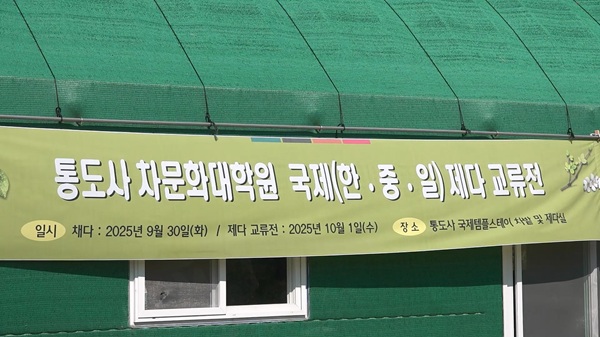 통도사 차문화대학원 국제(한·중·일) 제다 교류전
일시 채다 : 2025년 9월 30일(화) / 제다 교류전 : 2025년 10월 1일(수) 장소 통도사 국제템플스테이 차밭 및 제다실